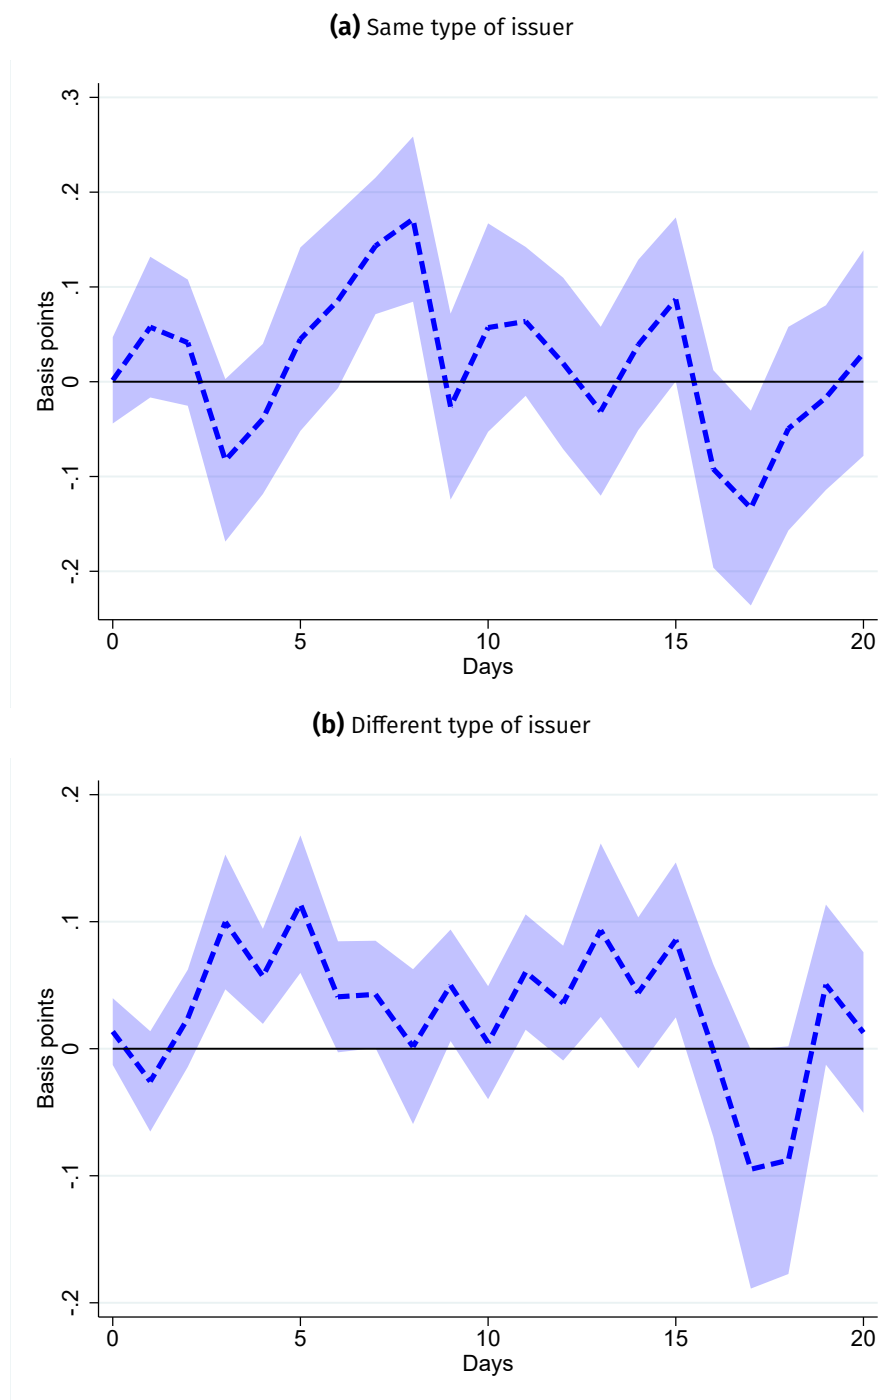 (a) Same type of issuer
.3
.2
.1
0
-.1
-.2
Basis points
0 5 10 15 20
Days
(b) Different type of issuer
.2
.1
0
-.1
-.2
Basis points
0 5 10 15 20
Days